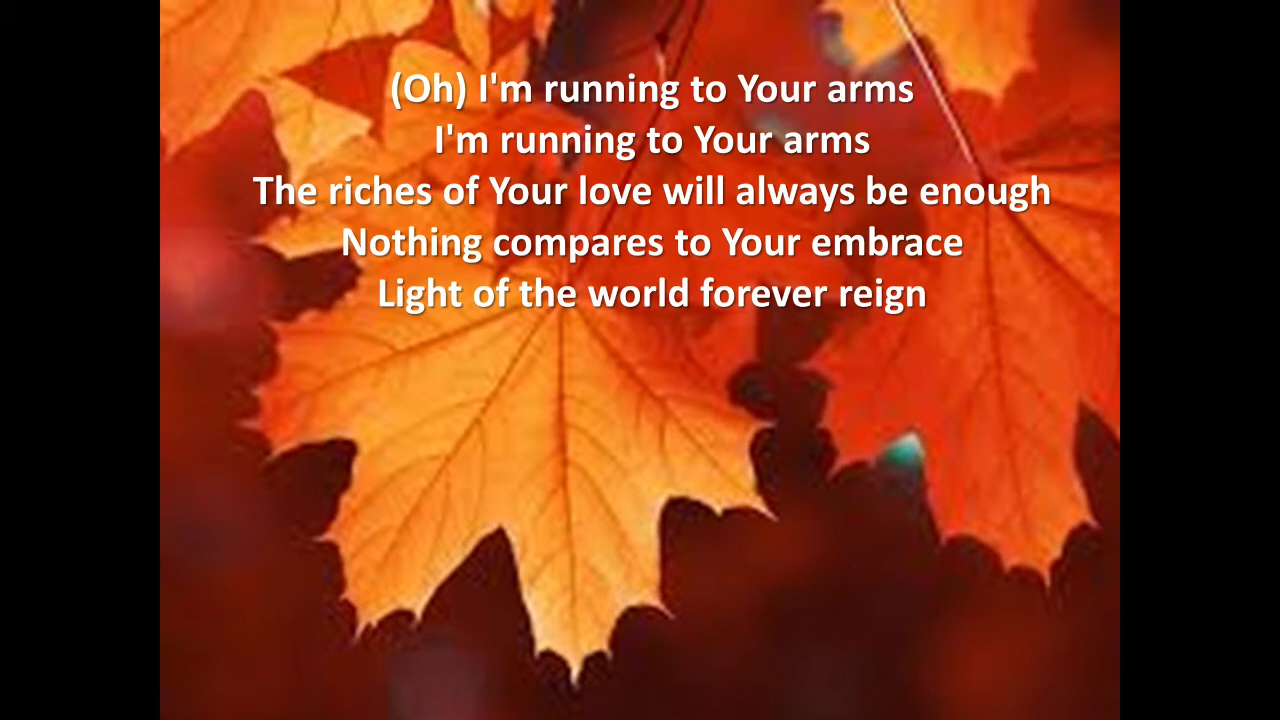 (Oh) I'm running to Your arms
I'm running to Your arms
The riches of Your love will always be enough
Nothing compares to Your embrace
Light of the world forever reign